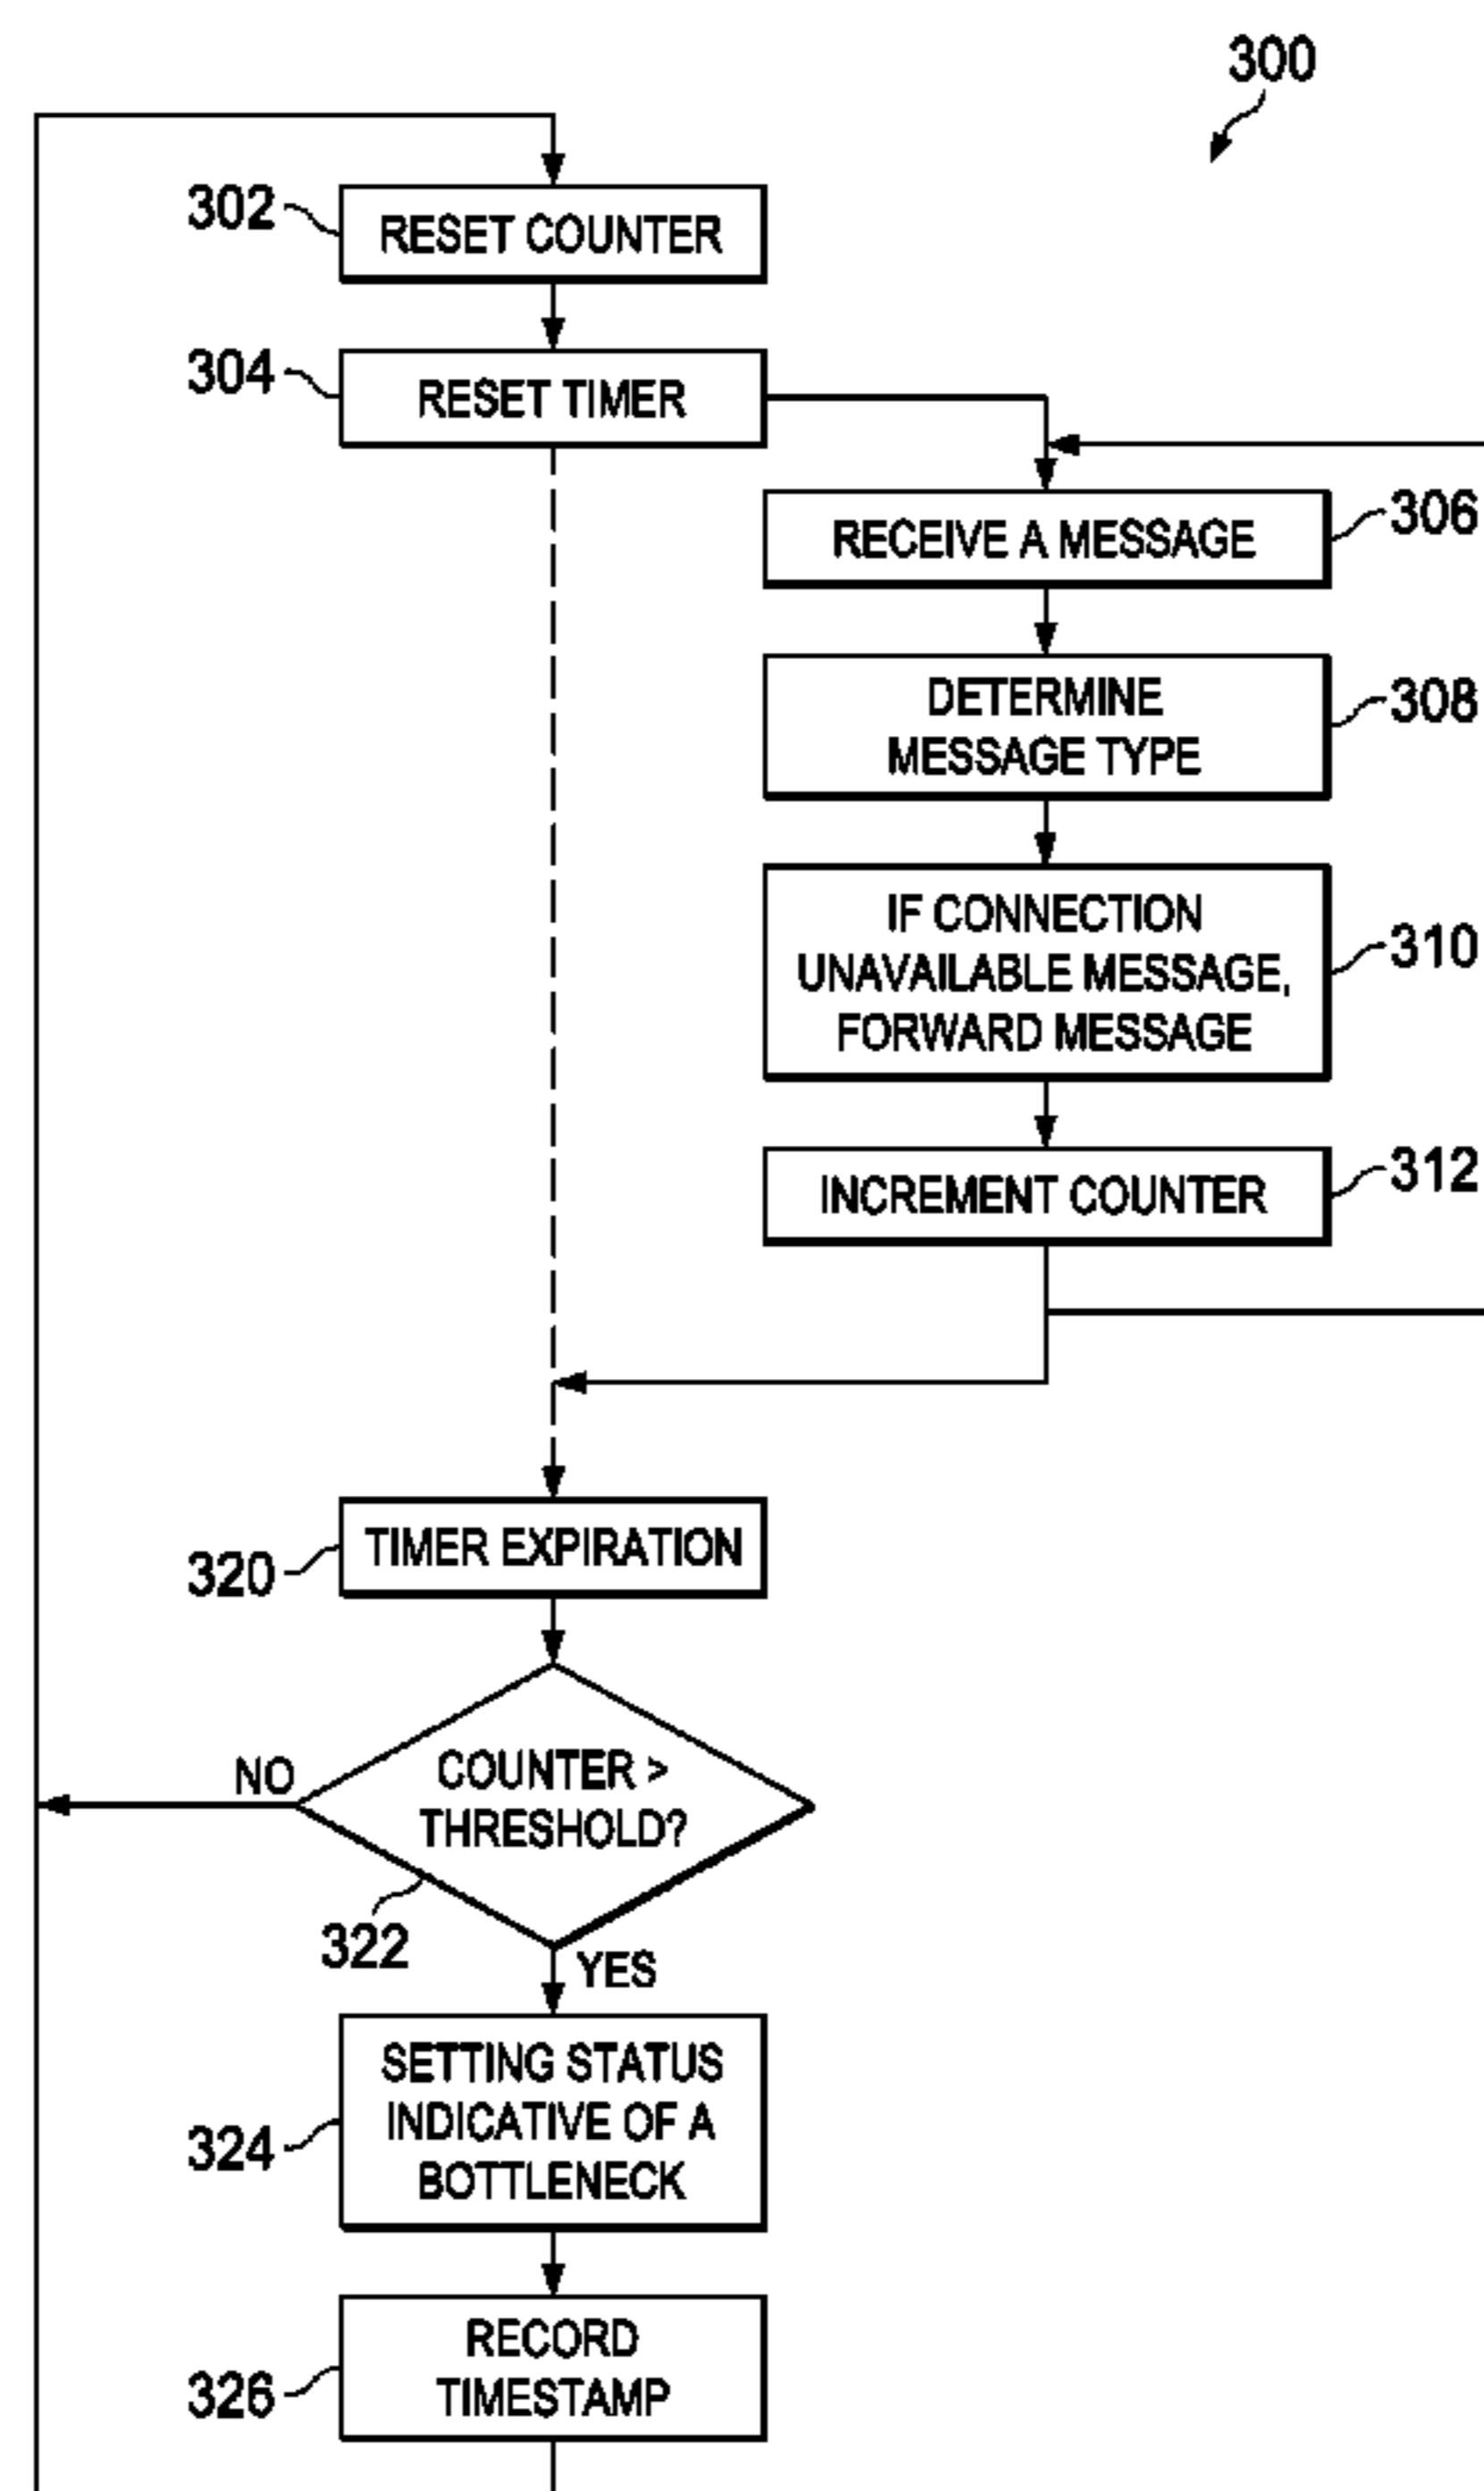 300
302
RESET COUNTER
304
RESET TIMER
RECEIVE A MESSAGE
306
DETERMINE
MESSAGE TYPE
308
IF CONNECTION
UNAVAILABLE MESSAGE,
FORWARD MESSAGE
310
INCREMENT COUNTER
312
TIMER EXPIRATION
320
NO
COUNTER >
THRESHOLD?
322
YES
SETTING STATUS
INDICATIVE OF A
BOTTLENECK
324
RECORD
TIMESTAMP
326